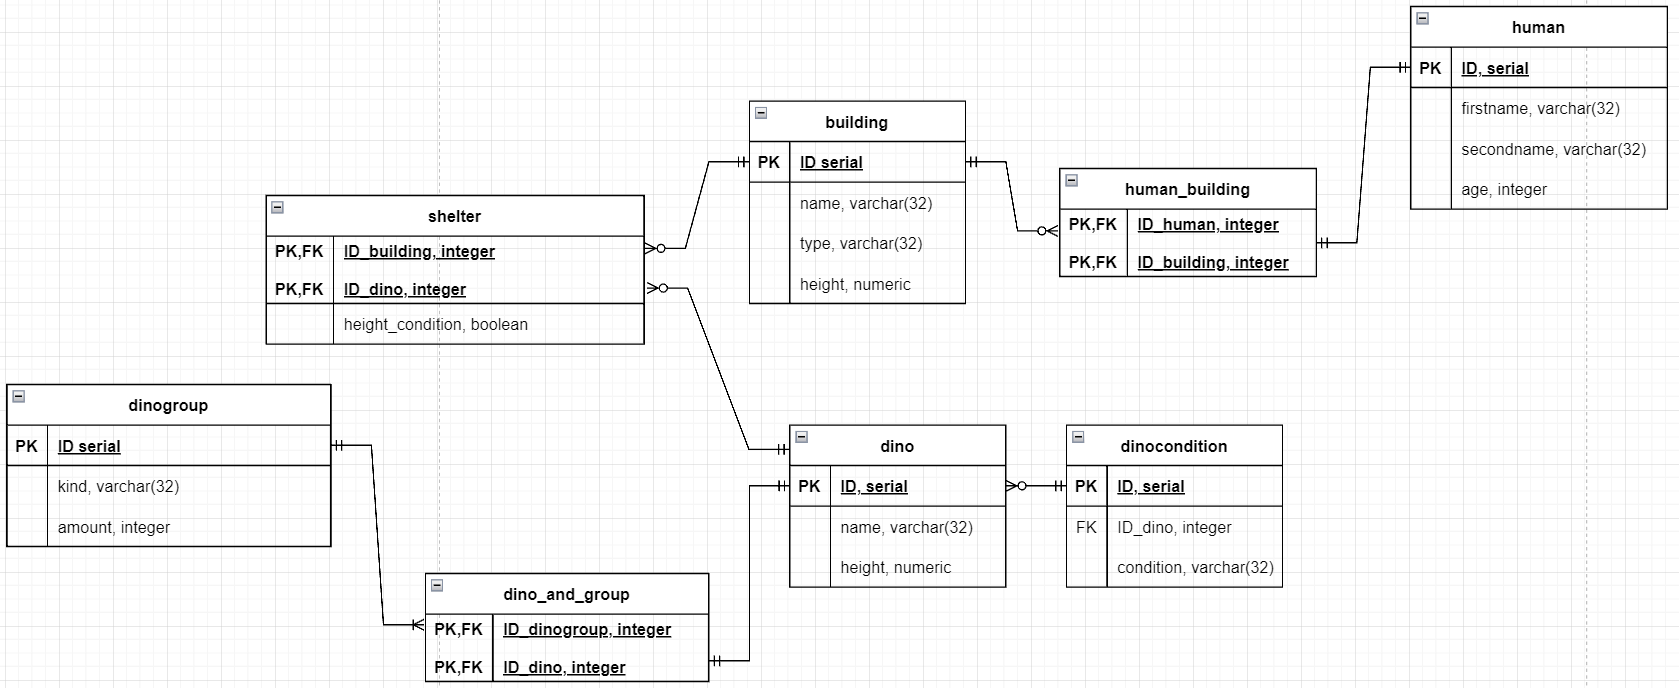 human
PK ID, serial
firstname, varchar(32)
secondname, varchar(32)
age, integer
building
PK ID serial
name, varchar(32)
type, varchar(32)
height, numeric
human_building
PK,FK ID_human, integer
PK,FK ID_building, integer
shelter
PK,FK ID_building, integer
PK,FK ID_dino, integer
height_condition, boolean
dinogroup
PK ID serial
kind, varchar(32)
amount, integer
dino
PK ID, serial
name, varchar(32)
height, numeric
dinocondition
PK ID, serial
FK ID_dino, integer
condition, varchar(32)
dino_and_group
PK,FK ID_dinogroup, integer
PK,FK ID_dino, integer